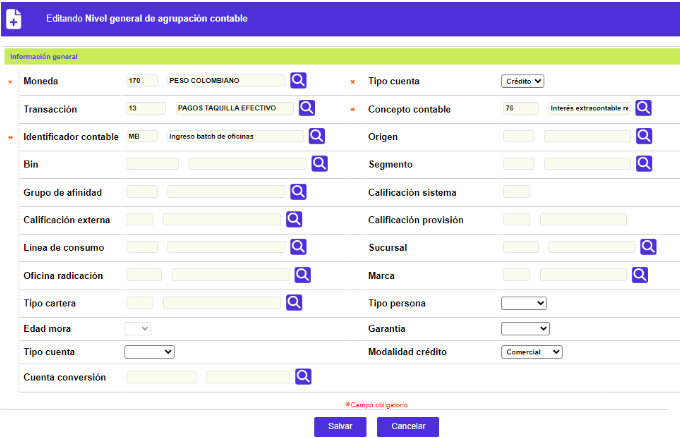 Editando Nivel general de agrupación contable
Información general
* Moneda 170 PESO COLOMBIANO * Tipo cuenta Crédito
Transacción 13 PAGOS TAQUILLA EFECTIVO * Concepto contable 76 Interés extracontable re
* Identificador contable MB Ingreso batch de oficinas Origen
Bin Segmento
Grupo de afinidad Calificación sistema
Calificación externa Calificación provisión
Línea de consumo Sucursal
Oficina radicación Marca
Tipo cartera Tipo persona
Edad mora Garantía
Tipo cuenta Modalidad crédito Comercial
Cuenta conversión
*Campo obligatorio
Salvar Cancelar